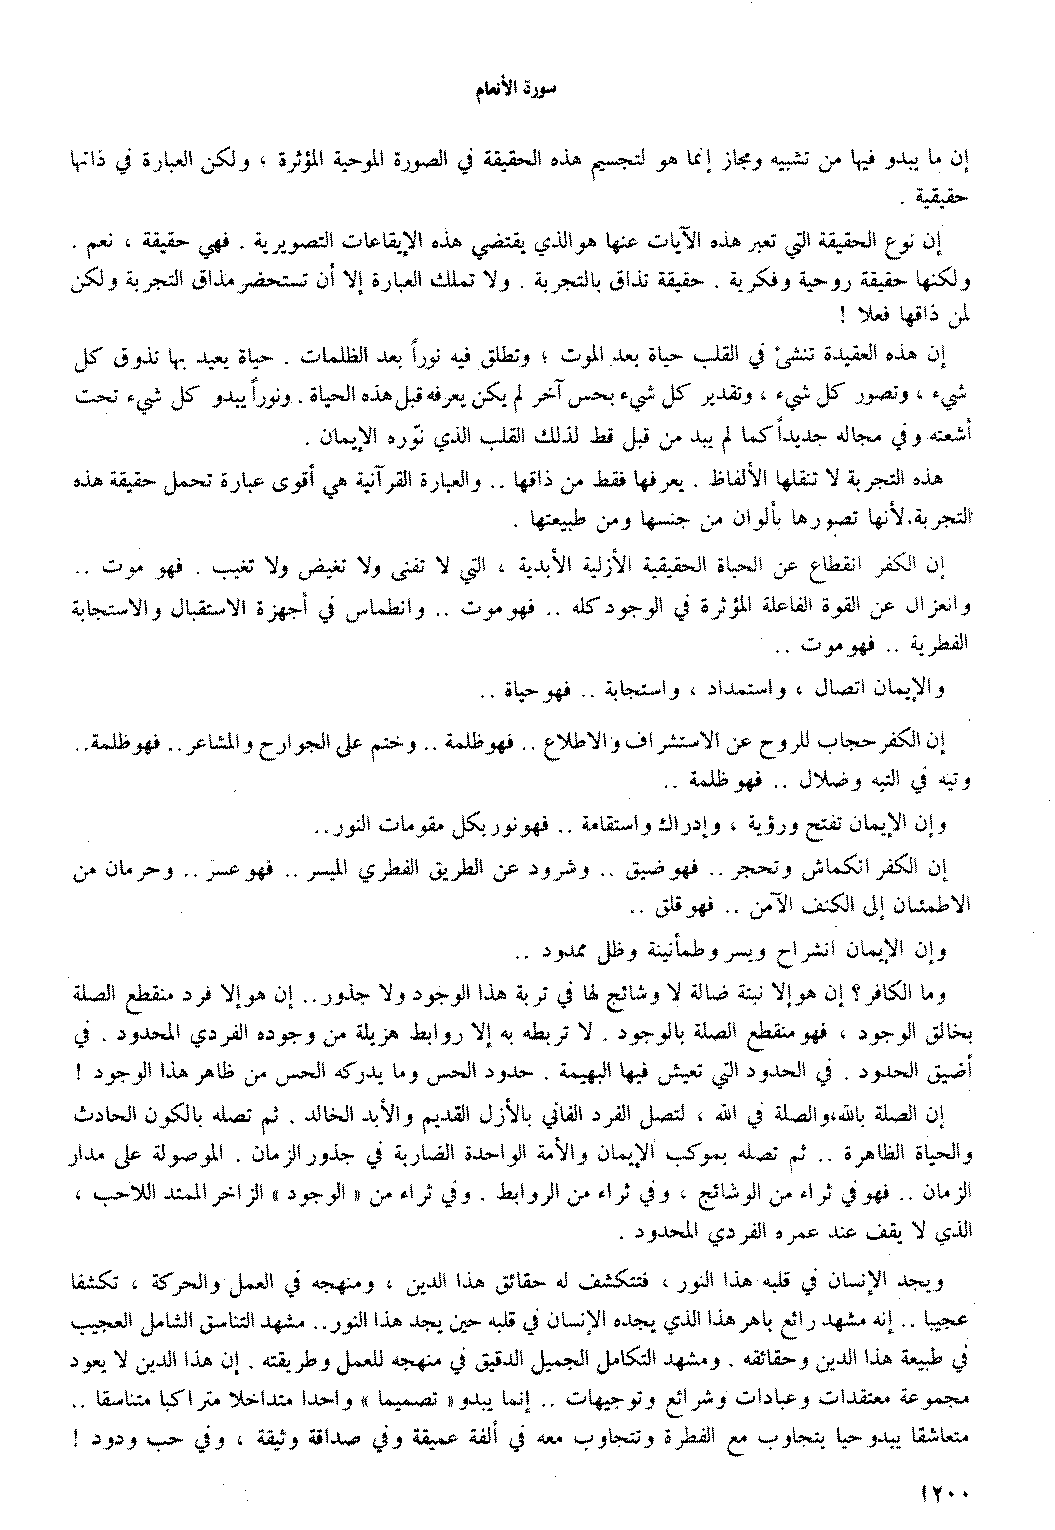 سورة الأنعام
إن ما يبدو فيها من تشبيه ومجاز إنما هو لتجسيم هذه الحقيقة في الصورة الموحية المؤثرة ؛ ولكن العبارة في ذاتها
حقيقية .
إن نوع الحقيقة التي تعبر هذه الآيات عنها هو الذي يقتضي هذه الإيقاعات التصويرية . فهي حقيقة ، نعم .
ولكنها حقيقة روحية وفكرية . حقيقة تذاق بالتجربة . ولا تملك العبارة إلا أن تستحضر مذاق التجربة ولكن
لمن ذاقها فعلا !
إن هذه العقيدة تنشئ في القلب حياة بعد الموت ؛ وتطلق فيه نوراً بعد الظلمات . حياة يعيد بها تذوق كل
شيء ، وتصور كل شيء ، وتقدير كل شيء بحس آخر لم يكن يعرفه قبل هذه الحياة . ونوراً يبدو كل شيء تحت
أشعته وفي مجاله جديداً كما لم يبد من قبل قط لذلك القلب الذي نوّره الإيمان .
هذه التجربة لا تنقلها الألفاظ . يعرفها فقط من ذاقها .. والعبارة القرآنية هي أقوى عبارة تحمل حقيقة هذه
التجربة.لأنها تصورها بألوان من جنسها ومن طبيعتها .
إن الكفر انقطاع عن الحياة الحقيقية الأزلية الأبدية ، التي لا تفنى ولا تغيض ولا تغيب . فهو موت ..
وانعزال عن القوة الفاعلة المؤثرة في الوجود كله .. فهو موت .. وانطماس في أجهزة الاستقبال والاستجابة
الفطرية .. فهو موت ..
والإيمان اتصال ، واستمداد ، واستجابة .. فهو حياة ..
إن الكفر حجاب للروح عن الاستشراف والاطلاع .. فهو ظلمة .. وختم على الجوارح والمشاعر .. فهو ظلمة..
وتيه في التيه وضلال .. فهو ظلمة ..
وإن الإيمان تفتح ورؤية ، وإدراك واستقامة .. فهو نور بكل مقومات النور..
إن الكفر انكماش وتحجر .. فهو ضيق .. وشرود عن الطريق الفطري الميسر .. فهو عسر .. وحرمان من
الاطمئنان إلى الكنف الآمن .. فهو قلق ..
وإن الإيمان انشراح ويسر وطمأنينة وظل ممدود ..
وما الكافر؟ إن هو إلا نبتة ضالة لا وشائج لها في تربة هذا الوجود ولا جذور.. إن هو إلا فرد منقطع الصلة
بخالق الوجود ، فهو منقطع الصلة بالوجود . لا تربطه به إلا روابط هزيلة من وجوده الفردي المحدود . في
أضيق الحدود . في الحدود التي تعيش فيها البهيمة . حدود الحس وما يدركه الحس من ظاهر هذا الوجود !
إن الصلة بالله،والصلة في الله ، لتصل الفرد الفاني بالأزل القديم والأبد الخالد . ثم تصله بالكون الحادث
والحياة الظاهرة .. ثم تصله بموكب الإيمان والأمة الواحدة الضاربة في جذور الزمان . الموصولة على مدار
الزمان .. فهو في ثراء من الوشائج ، وفي ثراء من الروابط . وفي ثراء من « الوجود » الزاخر الممتد اللاحب ،
الذي لا يقف عند عمره الفردي المحدود .
ويجد الإنسان في قلبه هذا النور ، فتتكشف له حقائق هذا الدين ، ومنهجه في العمل والحركة ، تكشفا
عجيبا .. إنه مشهد رائع باهر هذا الذي يجده الإنسان في قلبه حين يجد هذا النور.. مشهد التناسق الشامل العجيب
في طبيعة هذا الدين وحقائقه . ومشهد التكامل الجميل الدقيق في منهجه للعمل وطريقته . إن هذا الدين لا يعود
مجموعة معتقدات وعبادات وشرائع وتوجيهات .. إنما يبدو « تصميما » واحدا متداخلا متراكبا متناسقا ..
متعاشقا يبدو حيا يتجاوب مع الفطرة وتتجاوب معه في ألفة عميقة وفي صداقة وثيقة ، وفي حب ودود !
١٢٠٠